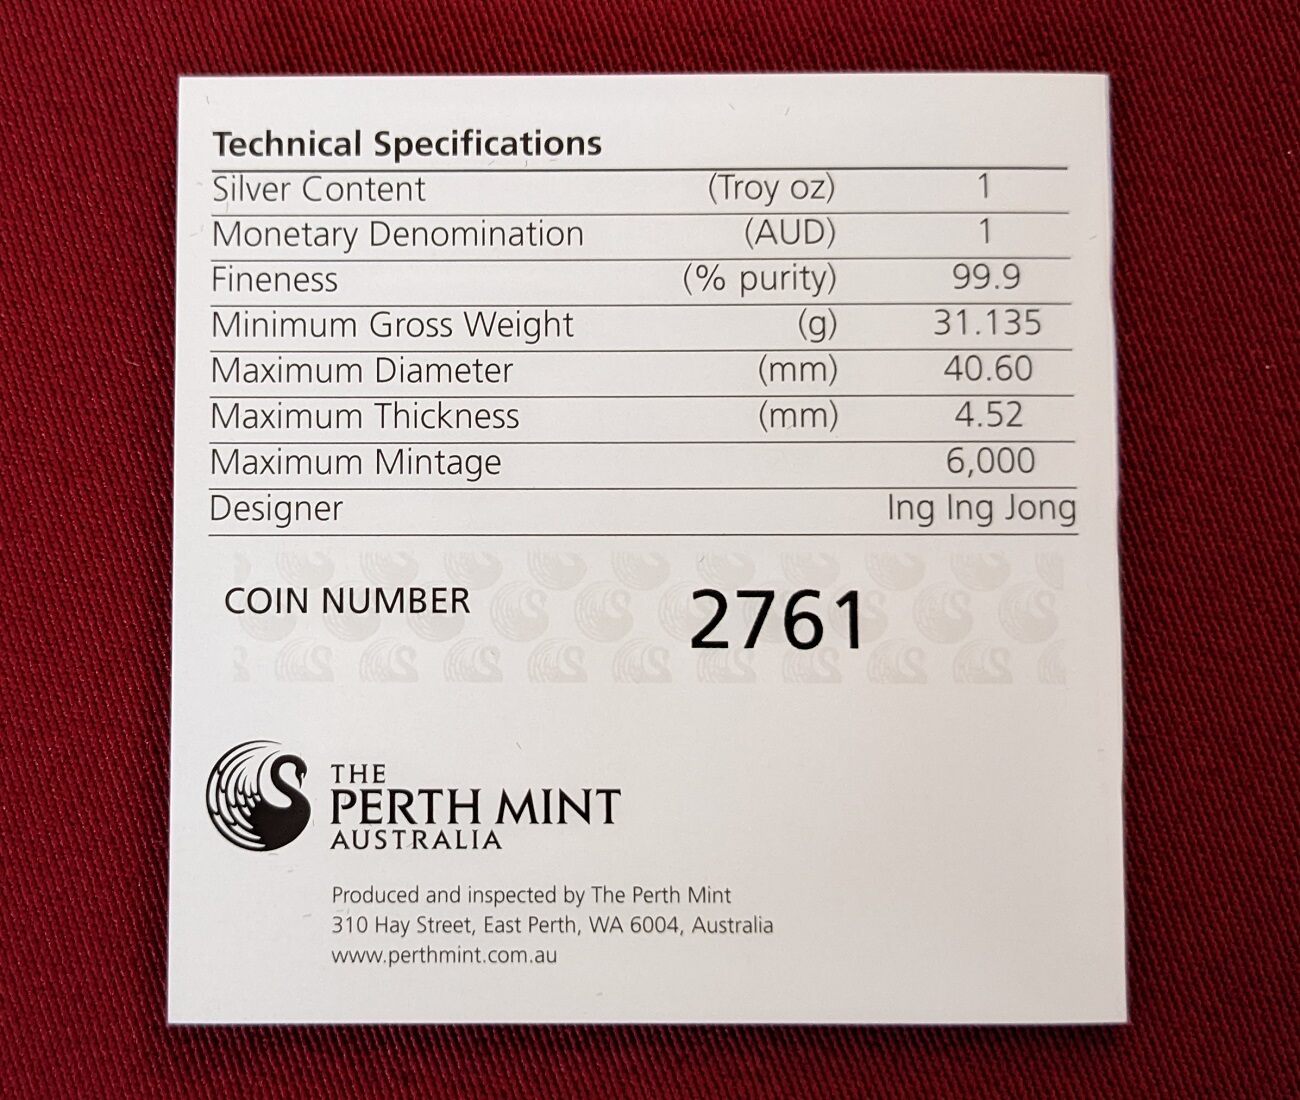 Technical Specifications
Silver Content (Troy oz) 1
Monetary Denomination (AUD) 1
Fineness (% purity) 99.9
Minimum Gross Weight (g) 31.135
Maximum Diameter (mm) 40.60
Maximum Thickness (mm) 4.52
Maximum Mintage 6,000
Designer Ing Ing Jong
COIN NUMBER 2761
THE
PERTH MINT
AUSTRALIA
Produced and inspected by The Perth Mint
310 Hay Street, East Perth, WA 6004, Australia
www.perthmint.com.au